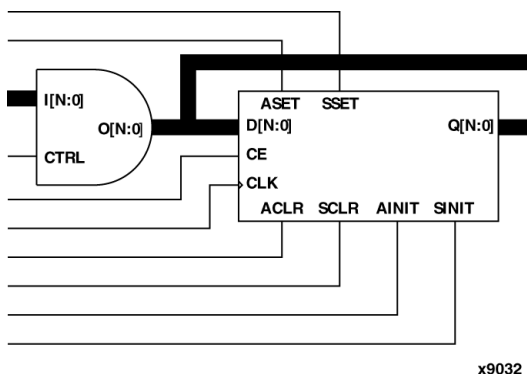 I[N:0]
O[N:0]
CTRL
ASET SSET
D[N:0] Q[N:0]
CE
CLK
ACLR SCLR AINIT SINIT
x9032